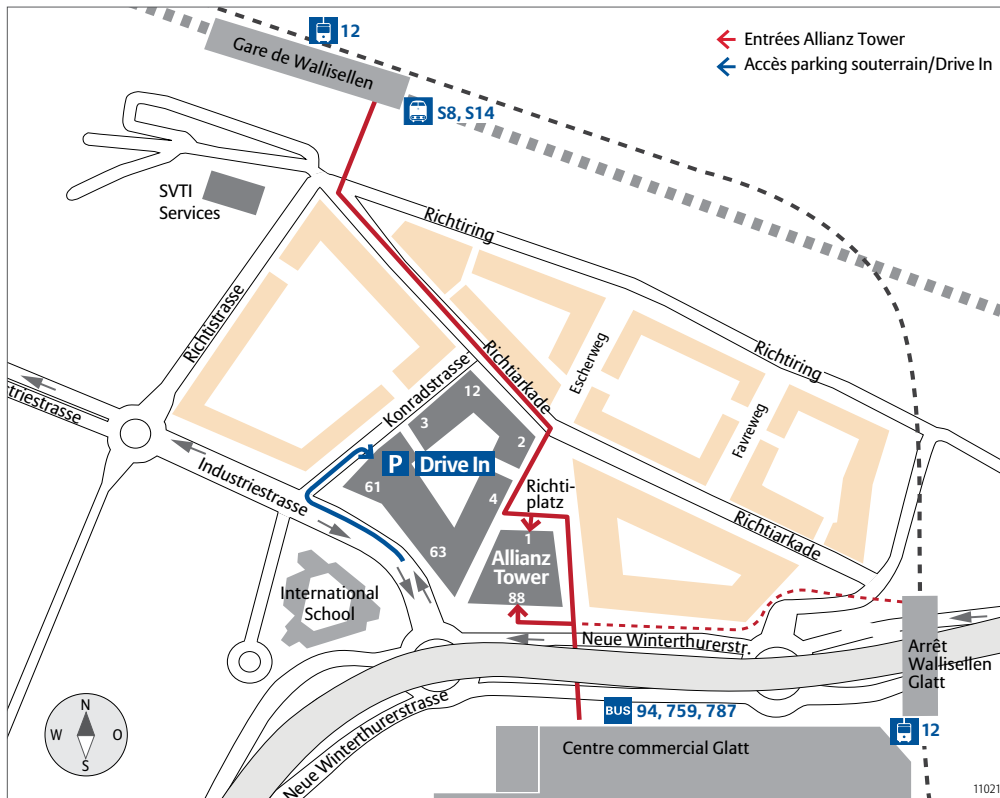 12
Gare de Wallisellen
Entrées Allianz Tower
Accès parking souterrain/Drive In
S8, S14
SVTI
Services
Richtiring
Richtistrasse
Richtiring
Escherweg
Richtiarkade
Konradstrasse
12
3
2
Favreweg
striestrasse
P Drive In
Industriestrasse
61
4
Richti-
platz
Richtiarkade
63
1
Allianz
Tower
88
International
School
Neue Winterthurerstr.
Arrêt
Wallisellen
Glatt
N
W O
S
Neue Winterthurerstrasse
BUS 94, 759, 787
12
Centre commercial Glatt
11021